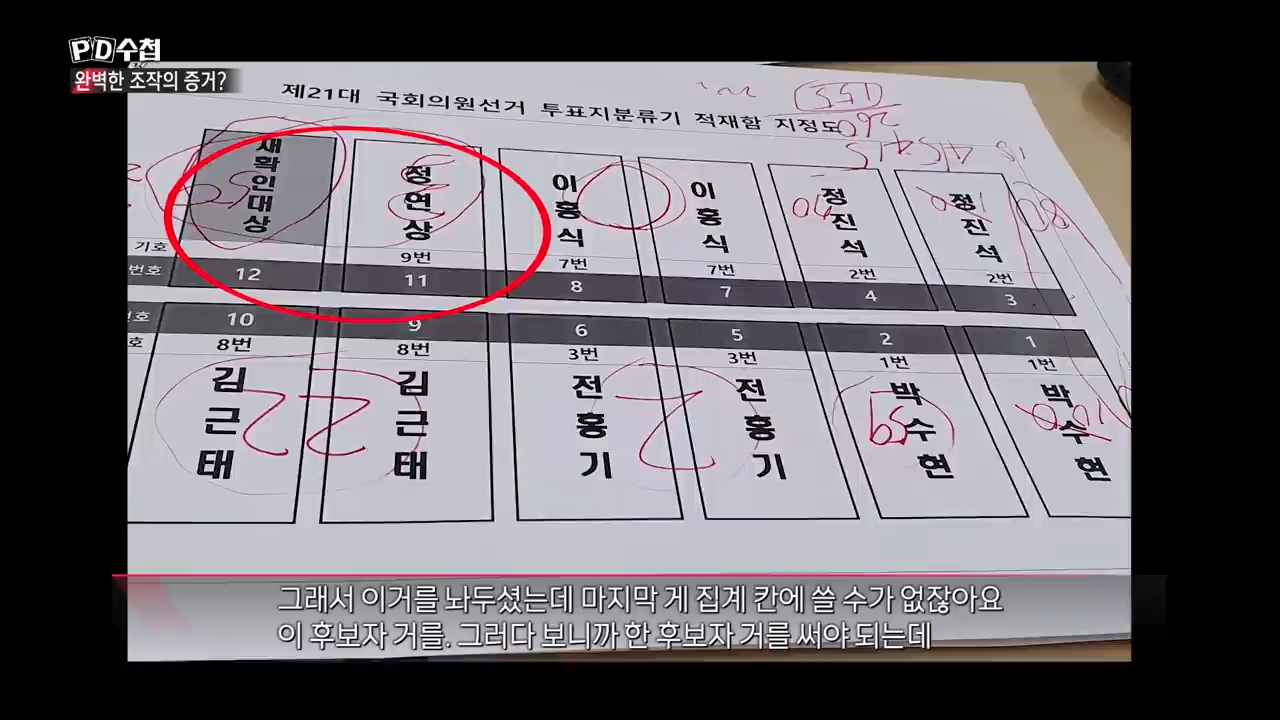 PD수첩
완벽한 조작의 증거?
제21대 국회의원선거 투표지분류기 적재함 지정도
155
260
415 415
재확인대상 정연상 이홍식 이홍식 정진석 정진석
기호 9번 7번 7번 2번 2번
번호 12 11 8 7 4 3
10 9 6 5 2 1
8번 8번 3번 3번 1번 1번
김근태 김근태 전홍기 전홍기 박수현 박수현
22 2 59 100
그래서 이거를 놔두셨는데 마지막 게 집계 칸에 쓸 수가 없잖아요
이 후보자 거를. 그러다 보니까 한 후보자 거를 써야 되는데